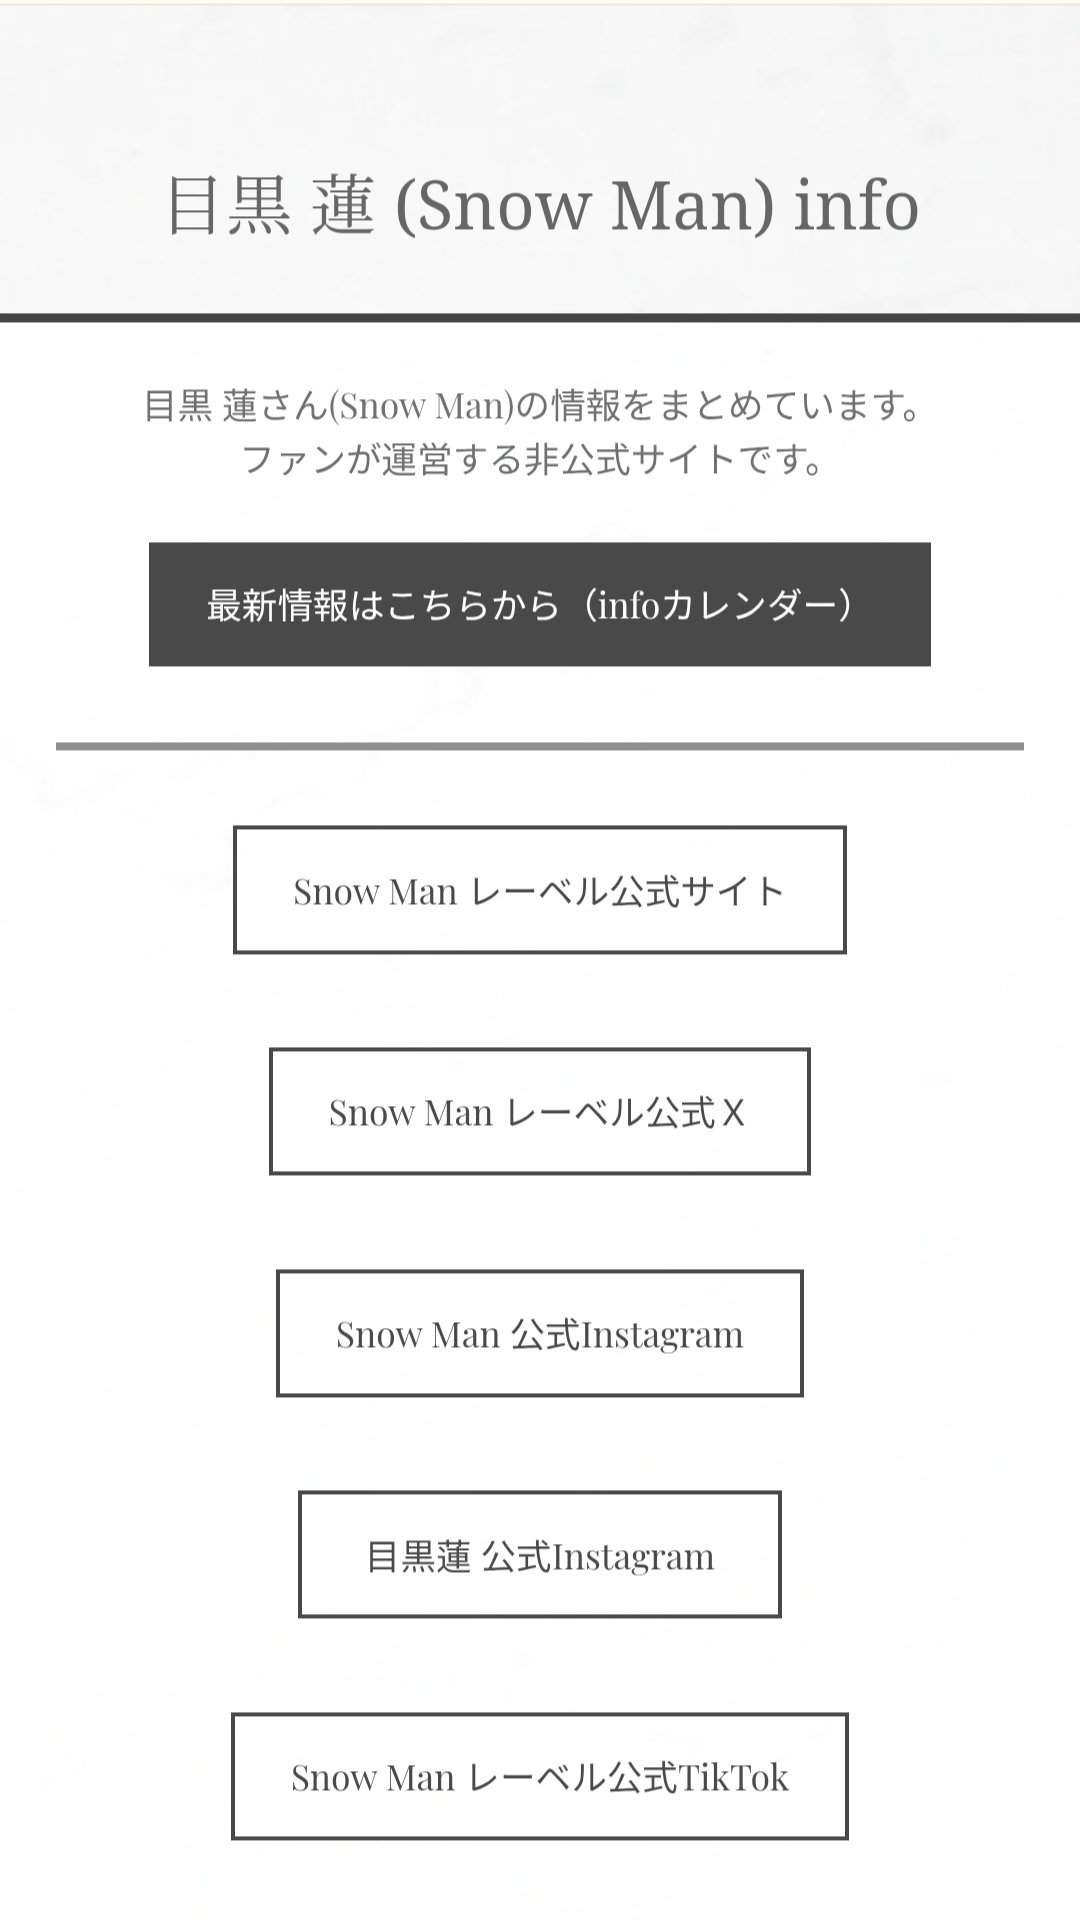 目黒 蓮 (Snow Man) info
目黒 蓮さん(Snow Man)の情報をまとめています。
ファンが運営する非公式サイトです。
最新情報はこちらから（infoカレンダー）
Snow Man レーベル公式サイト
Snow Man レーベル公式Ｘ
Snow Man 公式Instagram
目黒蓮 公式Instagram
Snow Man レーベル公式TikTok